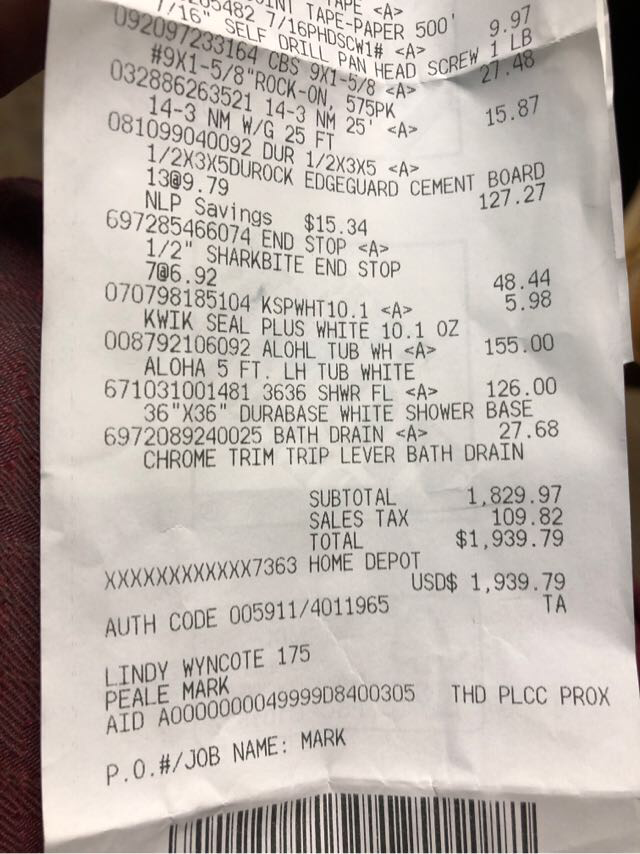 TAPE <A>
JOINT TAPE-PAPER 500'
205482 7/16PHDSCW1# <A> 9.97
7/16" SELF DRILL PAN HEAD SCREW 1 LB
092097233164 CBS 9X1-5/8 <A> 27.48
#9X1-5/8"ROCK-ON, 575PK
032886263521 14-3 NM 25' <A> 15.87
14-3 NM W/G 25 FT
081099040092 DUR 1/2X3X5 <A>
1/2X3X5DUROCK EDGEGUARD CEMENT BOARD
13@9.79 127.27
NLP Savings $15.34
697285466074 END STOP <A>
1/2" SHARKBITE END STOP
7@6.92 48.44
070798185104 KSPWHT10.1 <A> 5.98
KWIK SEAL PLUS WHITE 10.1 OZ
008792106092 ALOHL TUB WH <A> 155.00
ALOHA 5 FT. LH TUB WHITE
671031001481 3636 SHWR FL <A> 126.00
36"X36" DURABASE WHITE SHOWER BASE
6972089240025 BATH DRAIN <A> 27.68
CHROME TRIM TRIP LEVER BATH DRAIN
SUBTOTAL 1,829.97
SALES TAX 109.82
TOTAL $1,939.79
XXXXXXXXXXXX7363 HOME DEPOT
USD$ 1,939.79
AUTH CODE 005911/4011965 TA
LINDY WYNCOTE 175
PEALE MARK
AID A0000000049999D8400305 THD PLCC PROX
P.O.#/JOB NAME: MARK